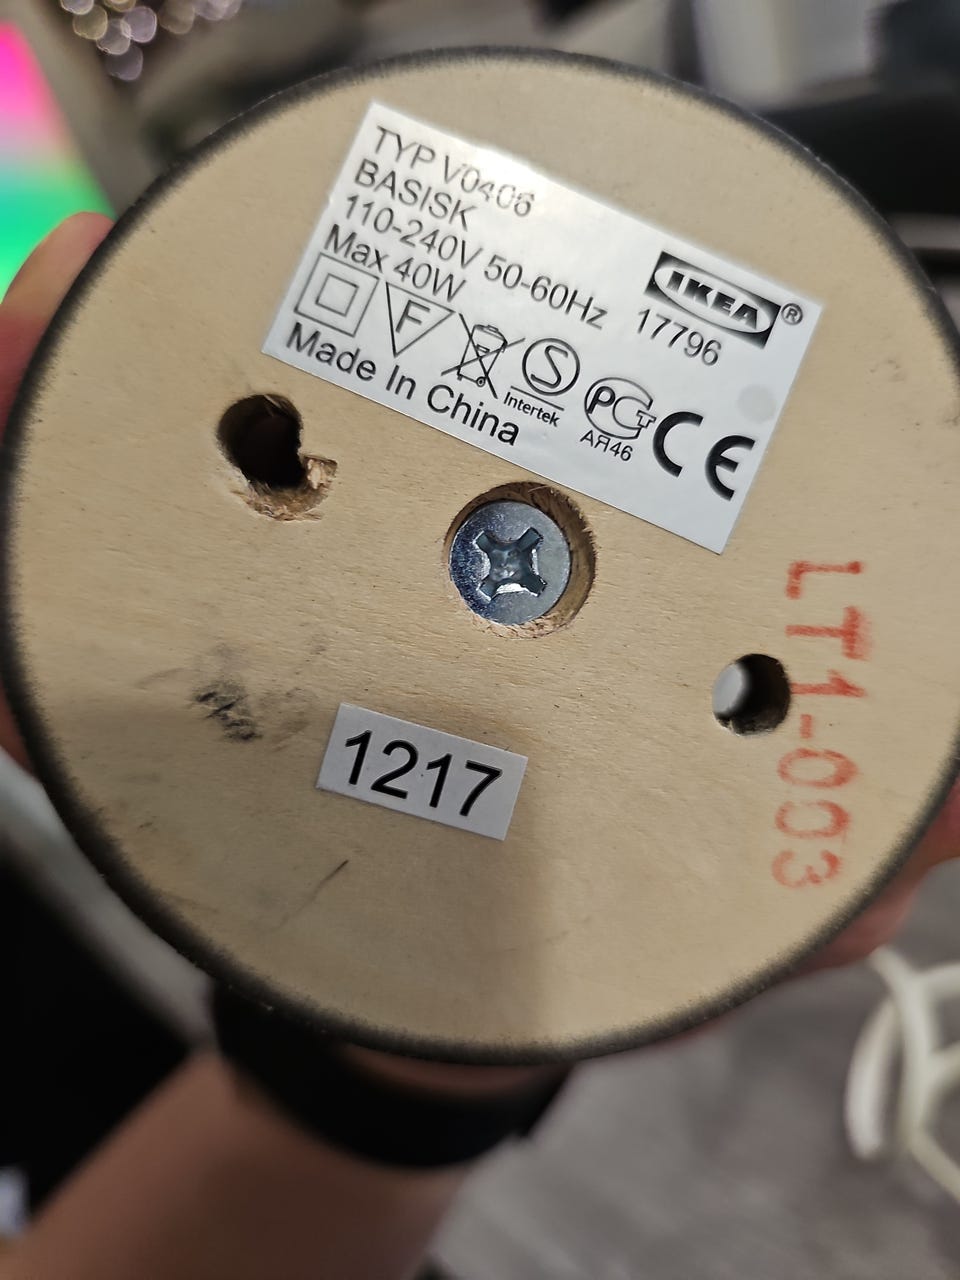 TYP V0406
BASISK
110-240V 50-60Hz
Max 40W
IKEA®
17796
F
S
Intertek
PCT
АЯ46
CE
Made In China
1217
LT1-003